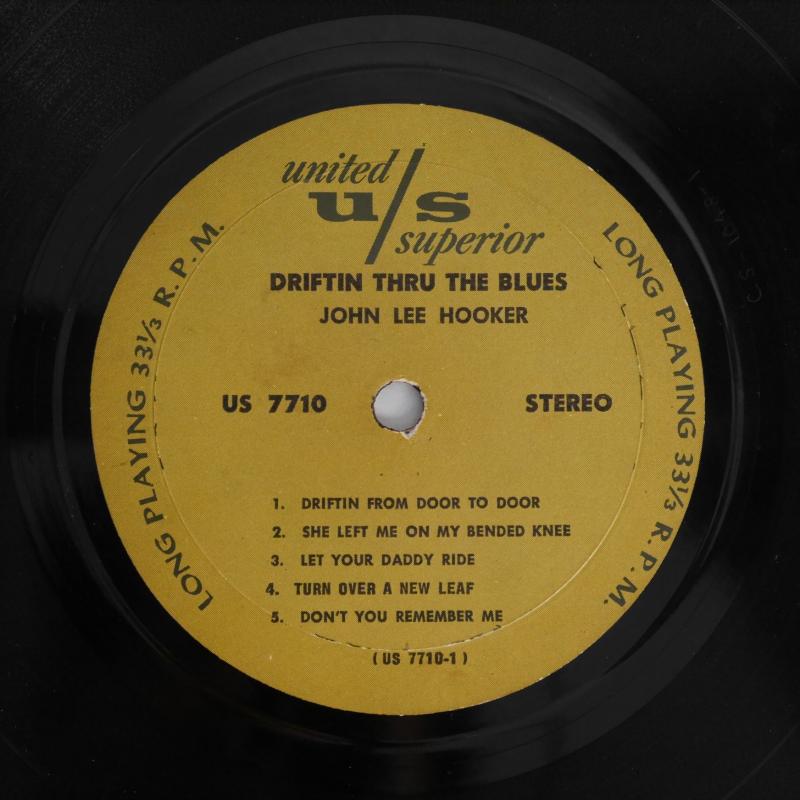 united
u/s
superior
DRIFTIN THRU THE BLUES
JOHN LEE HOOKER
US 7710
STEREO
LONG PLAYING 33⅓ R.P.M.
LONG PLAYING 33⅓ R.P.M.
1. DRIFTIN FROM DOOR TO DOOR
2. SHE LEFT ME ON MY BENDED KNEE
3. LET YOUR DADDY RIDE
4. TURN OVER A NEW LEAF
5. DON'T YOU REMEMBER ME
( US 7710-1 )